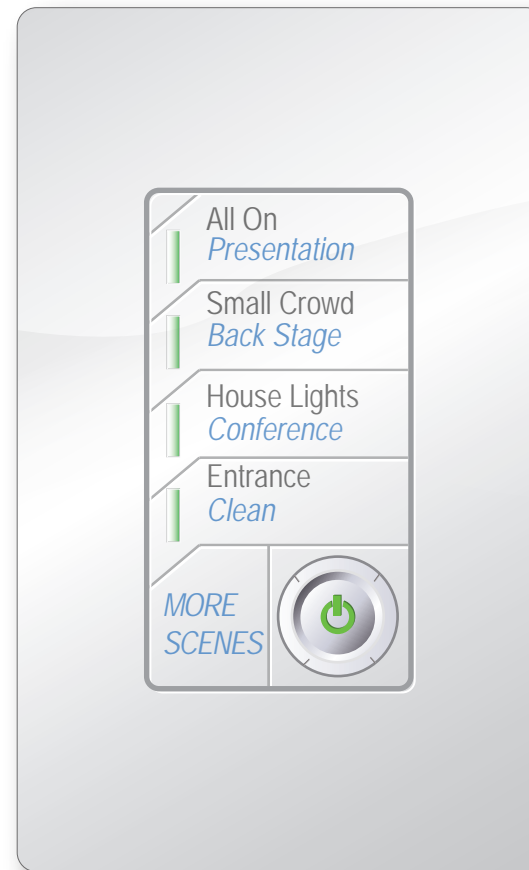 All On
Presentation
Small Crowd
Back Stage
House Lights
Conference
Entrance
Clean
MORE
SCENES